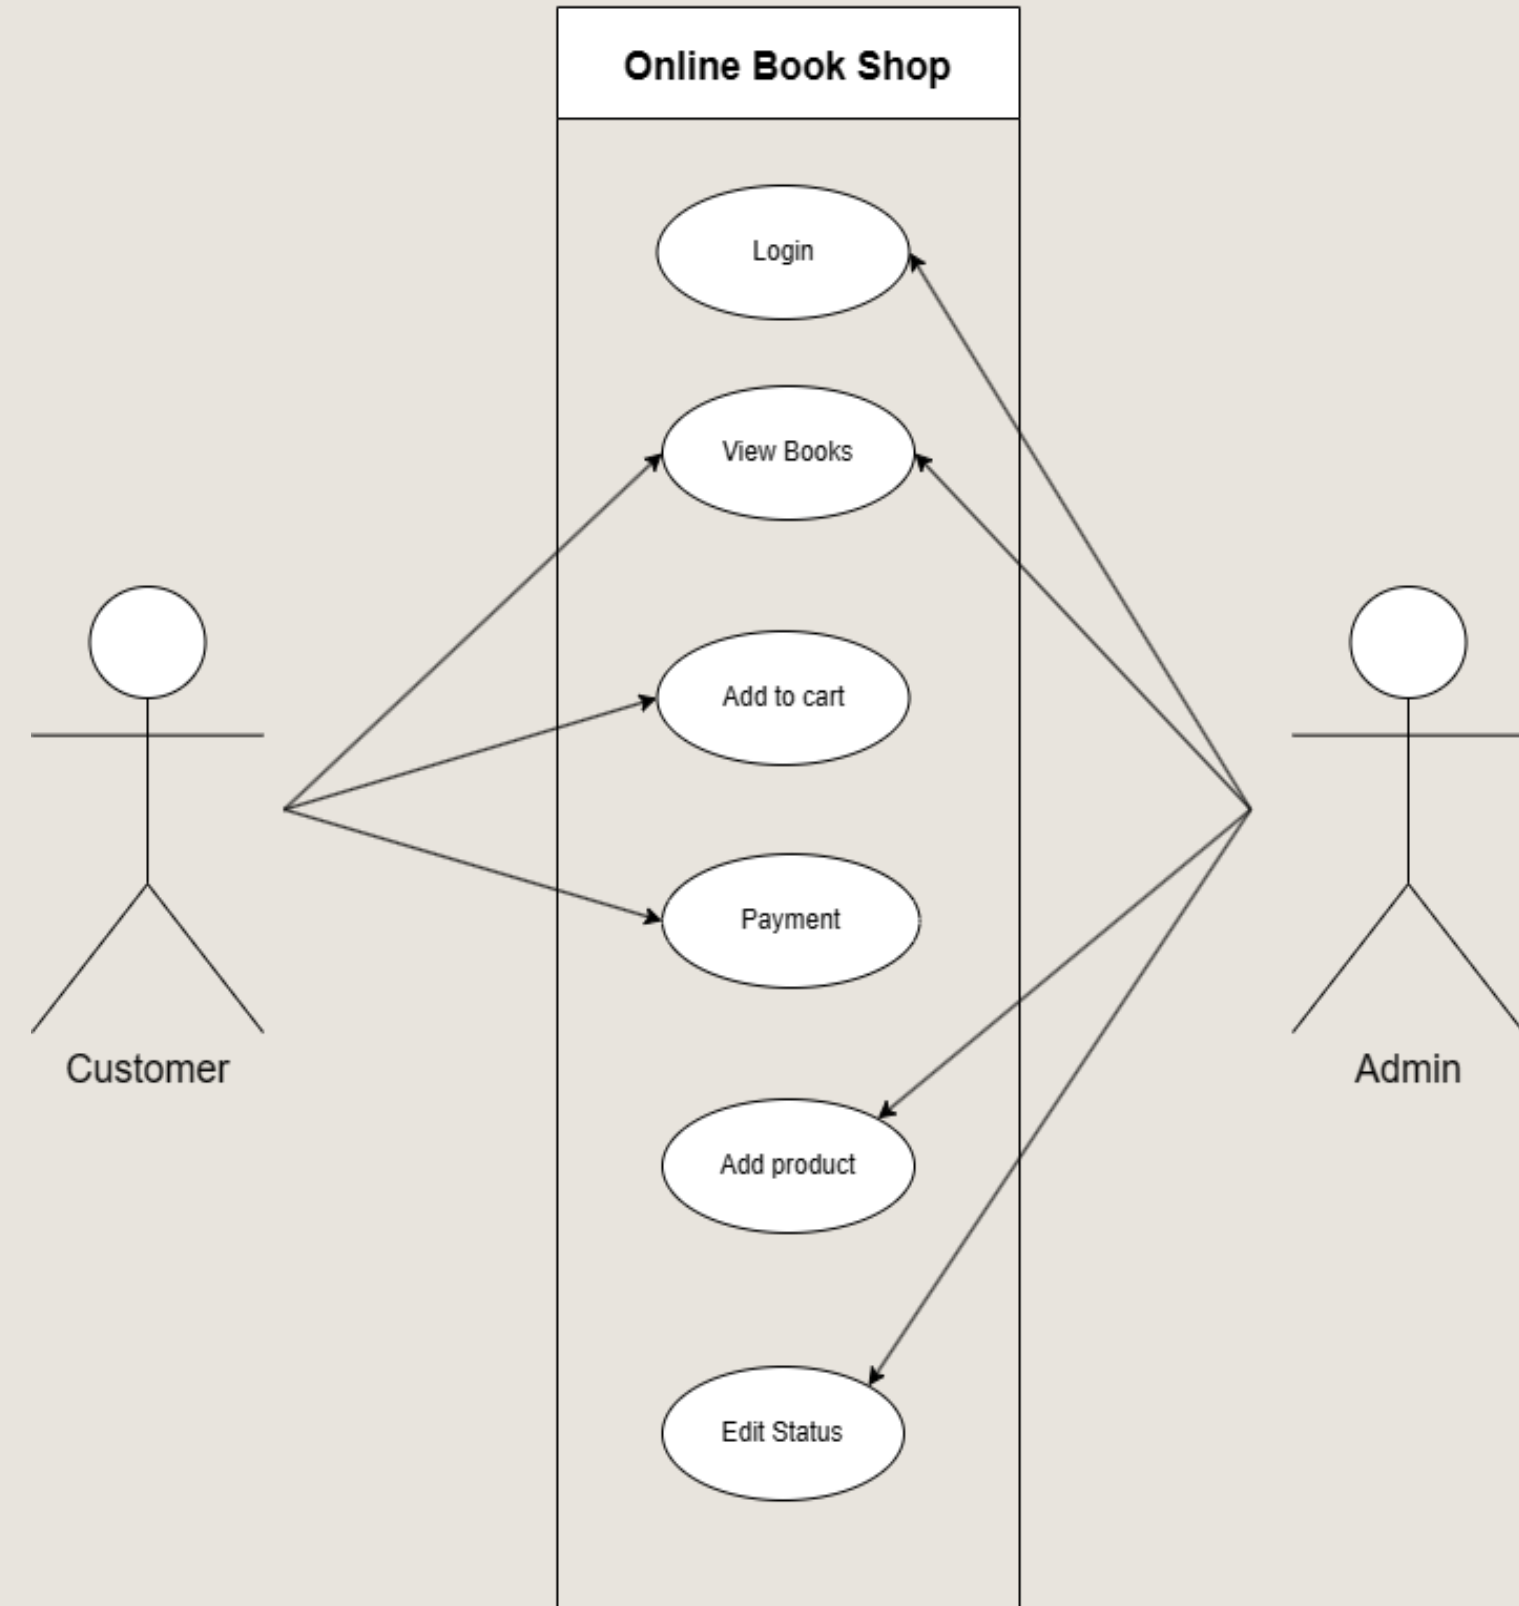 Online Book Shop
Login
View Books
Add to cart
Payment
Customer
Admin
Add product
Edit Status